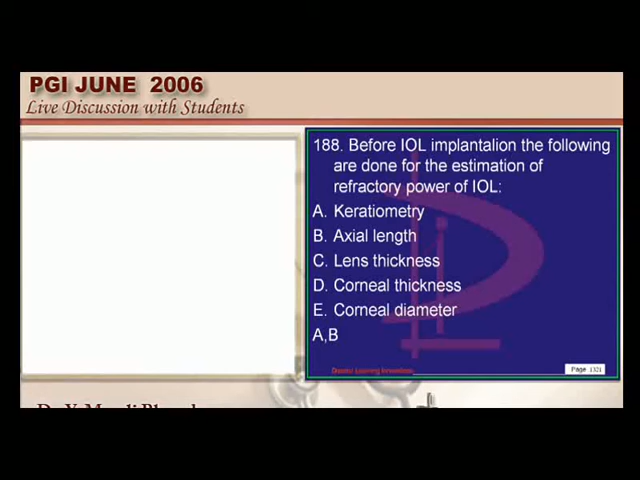 PGI JUNE 2006
Live Discussion with Students
188. Before IOL implantalion the following
are done for the estimation of
refractory power of IOL:
A. Keratiometry
B. Axial length
C. Lens thickness
D. Corneal thickness
E. Corneal diameter
A,B
Page 1321